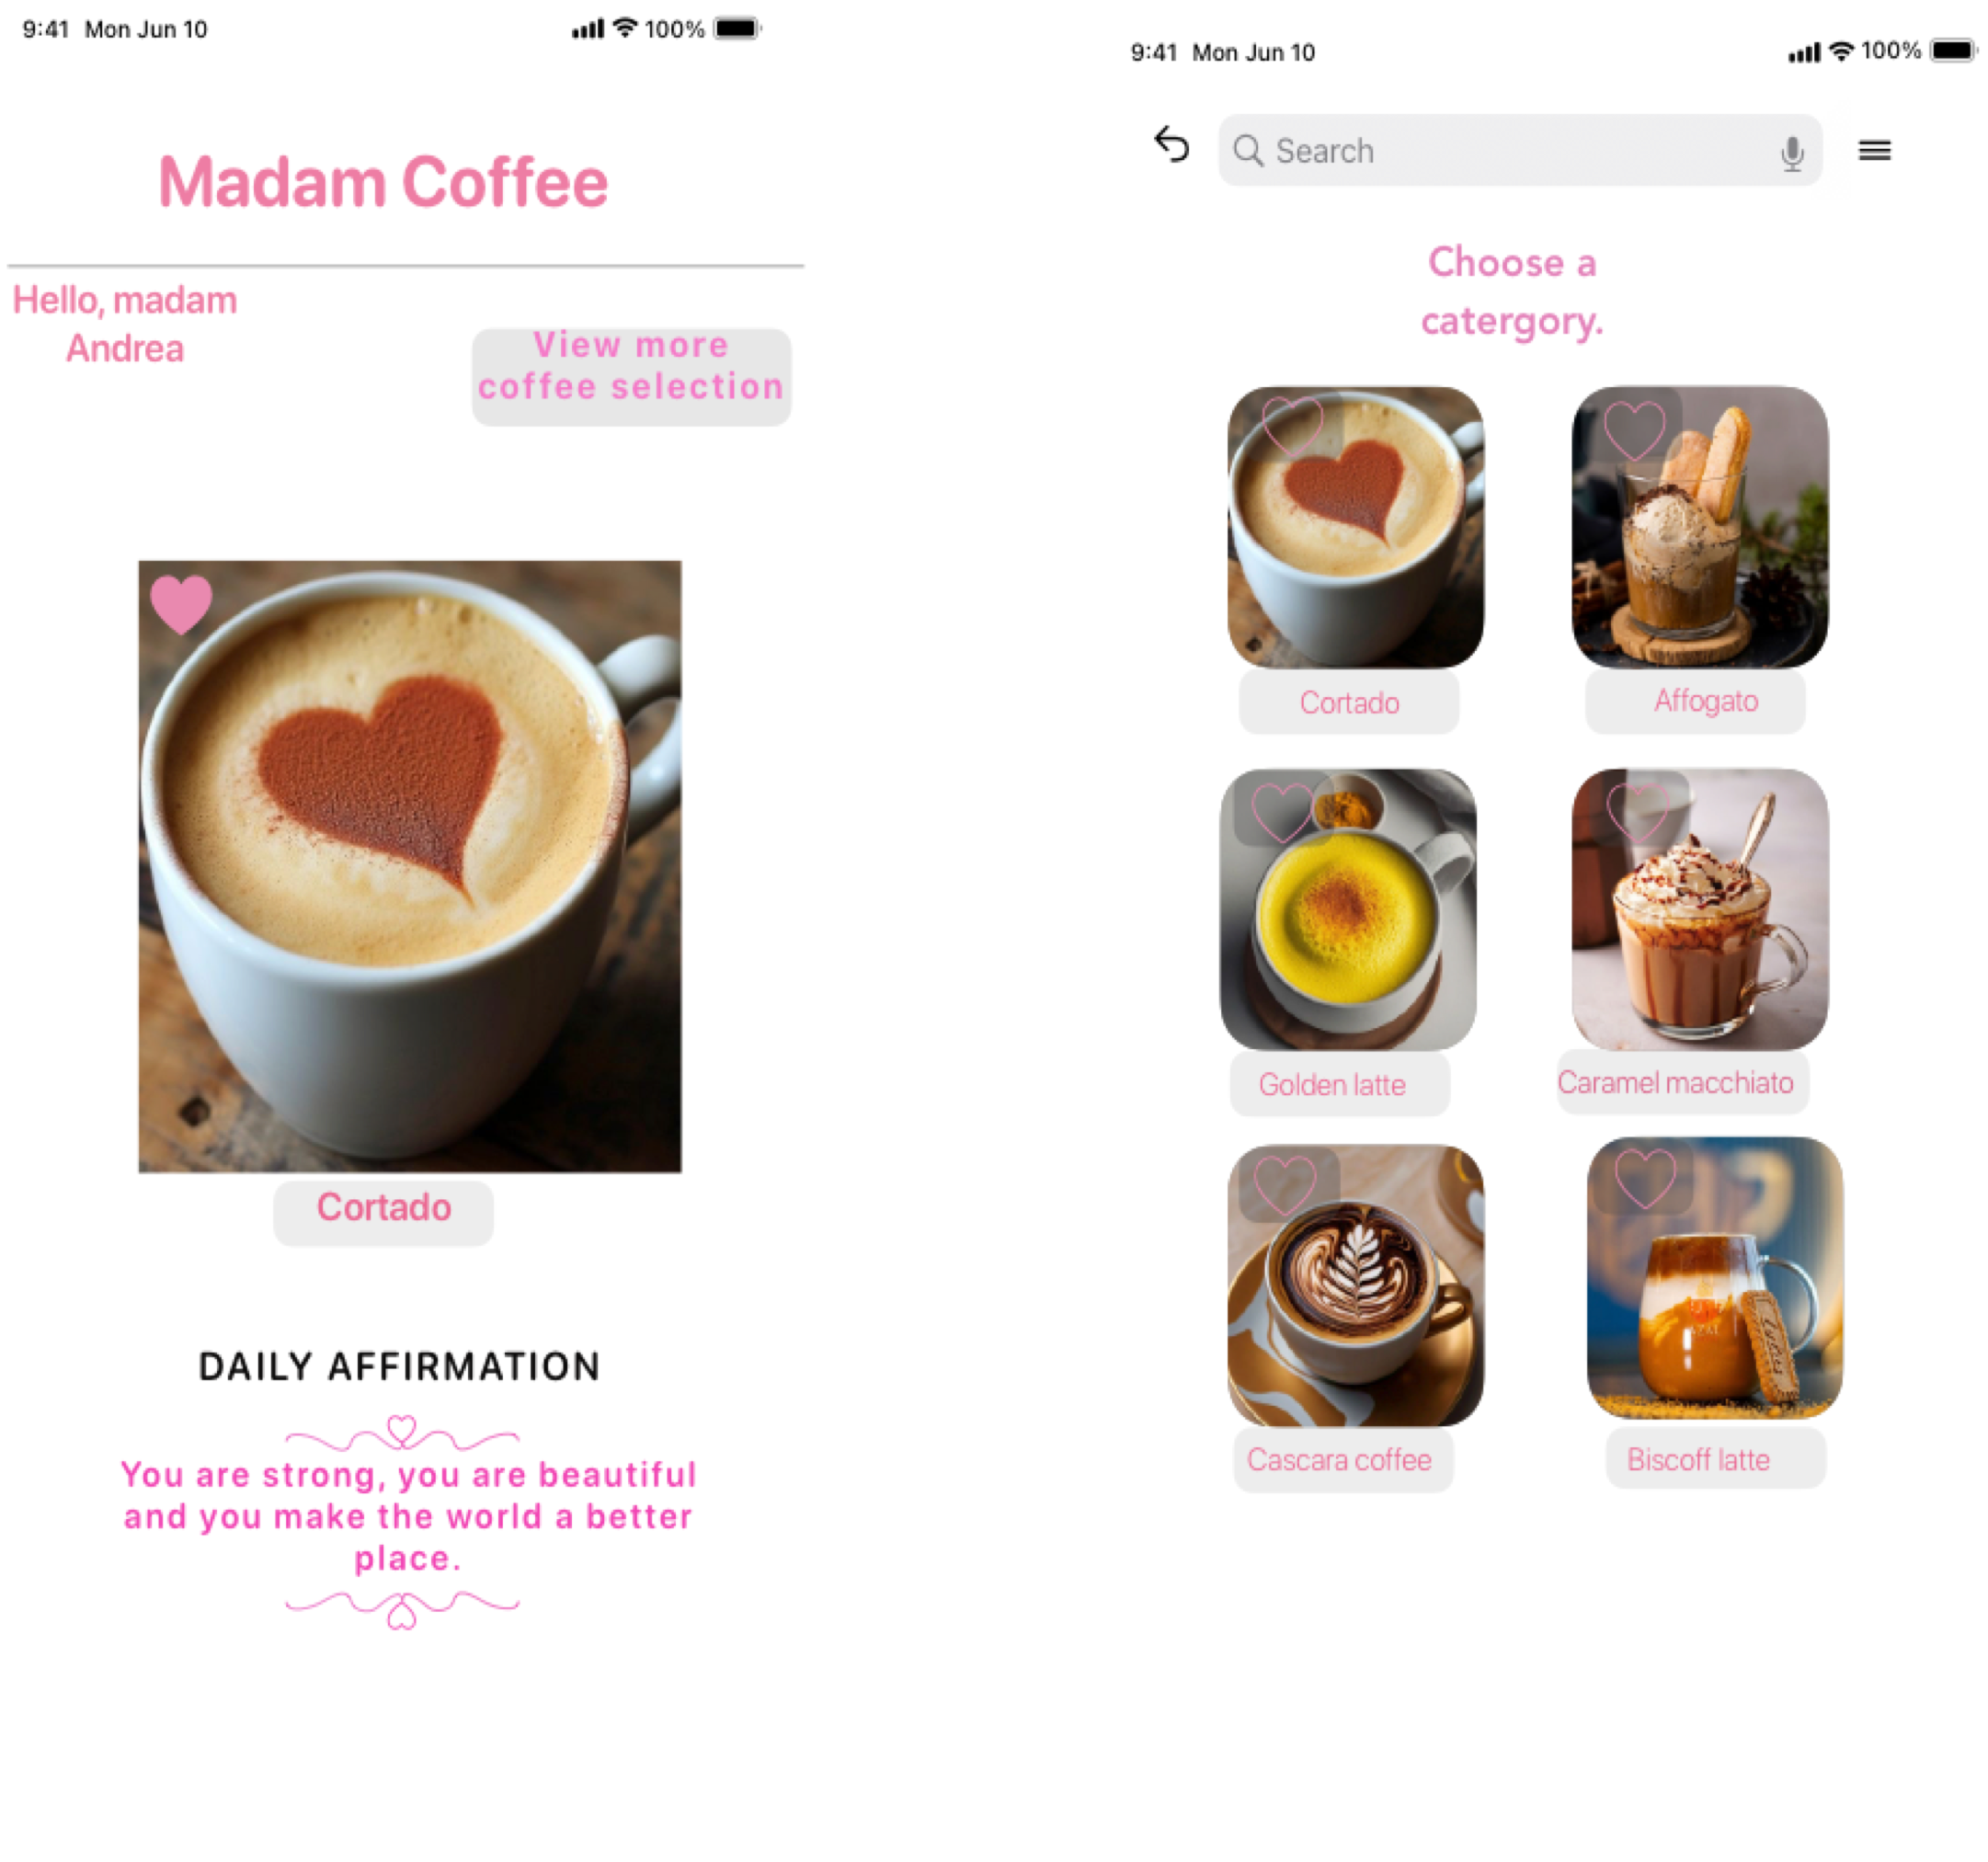 9:41 Mon Jun 10
100%
Madam Coffee
Hello, madam
Andrea
View more
coffee selection
Cortado
DAILY AFFIRMATION
You are strong, you are beautiful
and you make the world a better
place.
9:41 Mon Jun 10
100%
Search
Choose a
catergory.
Cortado
Affogato
Golden latte
Caramel macchiato
Cascara coffee
Biscoff latte